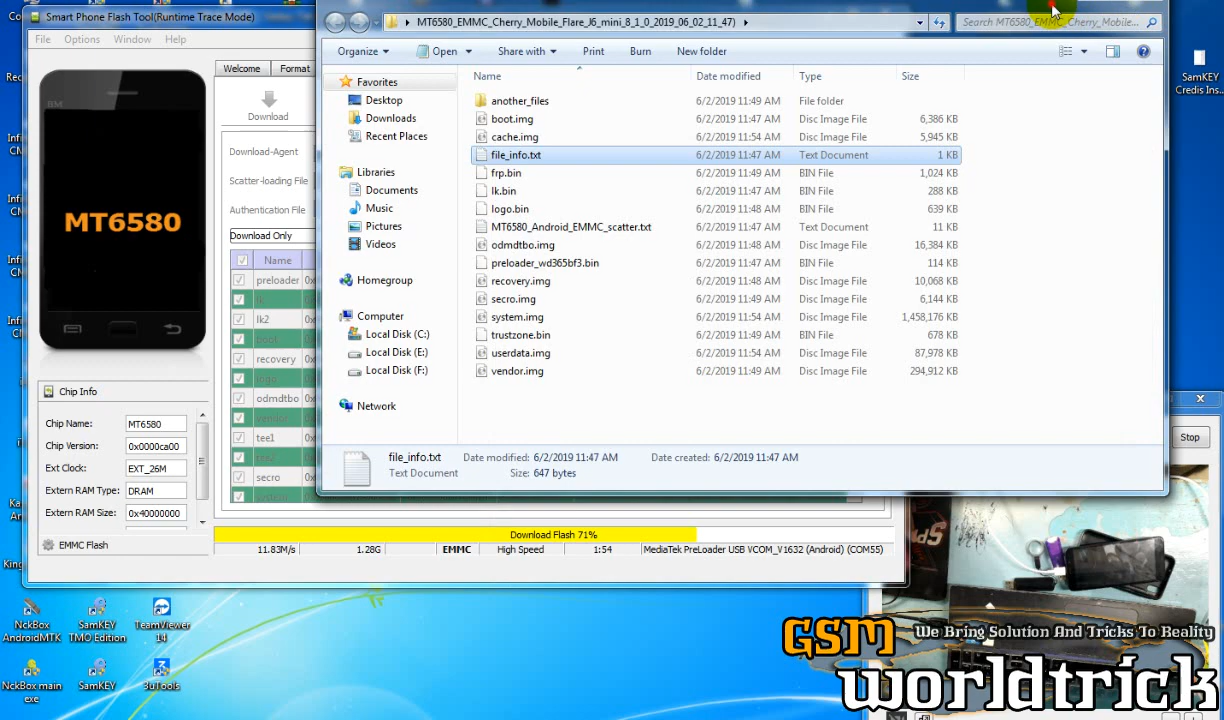 Smart Phone Flash Tool(Runtime Trace Mode)
File Options Window Help
Welcome Format
Download
Download-Agent
Scatter-loading File
Authentication File
Download Only
Name
preloader 0x
lk2 0x
recovery 0x
logo
odmdtbo 0x
vendor
tee1 0x
tee2
secro 0x
system
BM
MT6580
Chip Info
Chip Name: MT6580
Chip Version: 0x0000ca00
Ext Clock: EXT_26M
Extern RAM Type: DRAM
Extern RAM Size: 0x40000000
EMMC Flash
Download Flash 71%
11.83M/s 1.28G EMMC High Speed 1:54 MediaTek PreLoader USB VCOM_V1632 (Android) (COM55)
MT6580_EMMC_Cherry_Mobile_Flare_J6_mini_8_1_0_2019_06_02_11_47)
Search MT6580_EMMC_Cherry_Mobile...
Organize Open Share with Print Burn New folder
Favorites
Desktop
Downloads
Recent Places
Libraries
Documents
Music
Pictures
Videos
Homegroup
Computer
Local Disk (C:)
Local Disk (E:)
Local Disk (F:)
Network
Name Date modified Type Size
another_files 6/2/2019 11:49 AM File folder
boot.img 6/2/2019 11:47 AM Disc Image File 6,386 KB
cache.img 6/2/2019 11:54 AM Disc Image File 5,945 KB
file_info.txt 6/2/2019 11:47 AM Text Document 1 KB
frp.bin 6/2/2019 11:49 AM BIN File 1,024 KB
lk.bin 6/2/2019 11:47 AM BIN File 288 KB
logo.bin 6/2/2019 11:48 AM BIN File 639 KB
MT6580_Android_EMMC_scatter.txt 6/2/2019 11:47 AM Text Document 11 KB
odmdtbo.img 6/2/2019 11:48 AM Disc Image File 16,384 KB
preloader_wd365bf3.bin 6/2/2019 11:47 AM BIN File 114 KB
recovery.img 6/2/2019 11:48 AM Disc Image File 10,068 KB
secro.img 6/2/2019 11:49 AM Disc Image File 6,144 KB
system.img 6/2/2019 11:54 AM Disc Image File 1,458,176 KB
trustzone.bin 6/2/2019 11:49 AM BIN File 678 KB
userdata.img 6/2/2019 11:54 AM Disc Image File 87,978 KB
vendor.img 6/2/2019 11:49 AM Disc Image File 294,912 KB
file_info.txt Date modified: 6/2/2019 11:47 AM Date created: 6/2/2019 11:47 AM
Text Document Size: 647 bytes
SamKEY
Credis Ins...
Stop
NckBox
AndroidMTK
SamKEY
TMO Edition
TeamViewer
14
NckBox main
exe
SamKEY
3uTools
GSM
We Bring Solution And Tricks To Reality
worldtrick